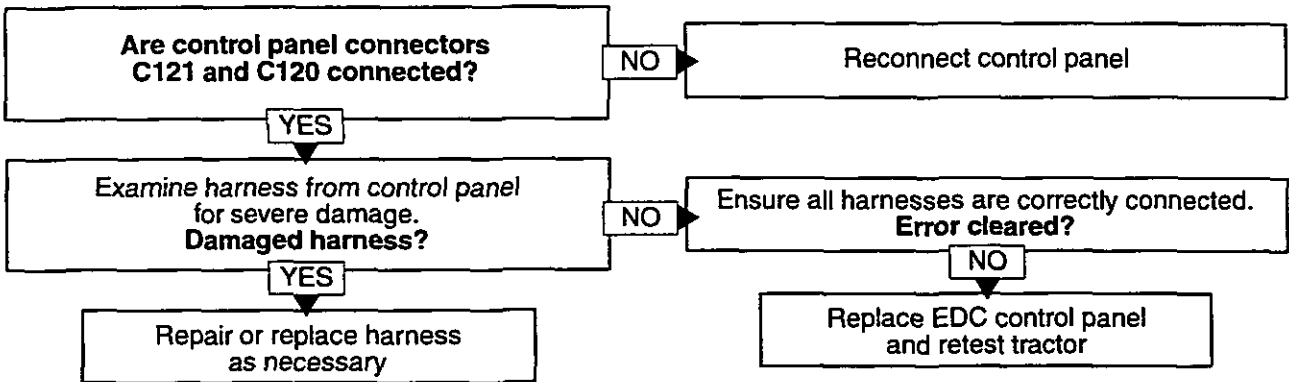 Are control panel connectors
C121 and C120 connected?
NO
Reconnect control panel
YES
Examine harness from control panel
for severe damage.
Damaged harness?
NO
Ensure all harnesses are correctly connected.
Error cleared?
YES
NO
Repair or replace harness
as necessary
Replace EDC control panel
and retest tractor